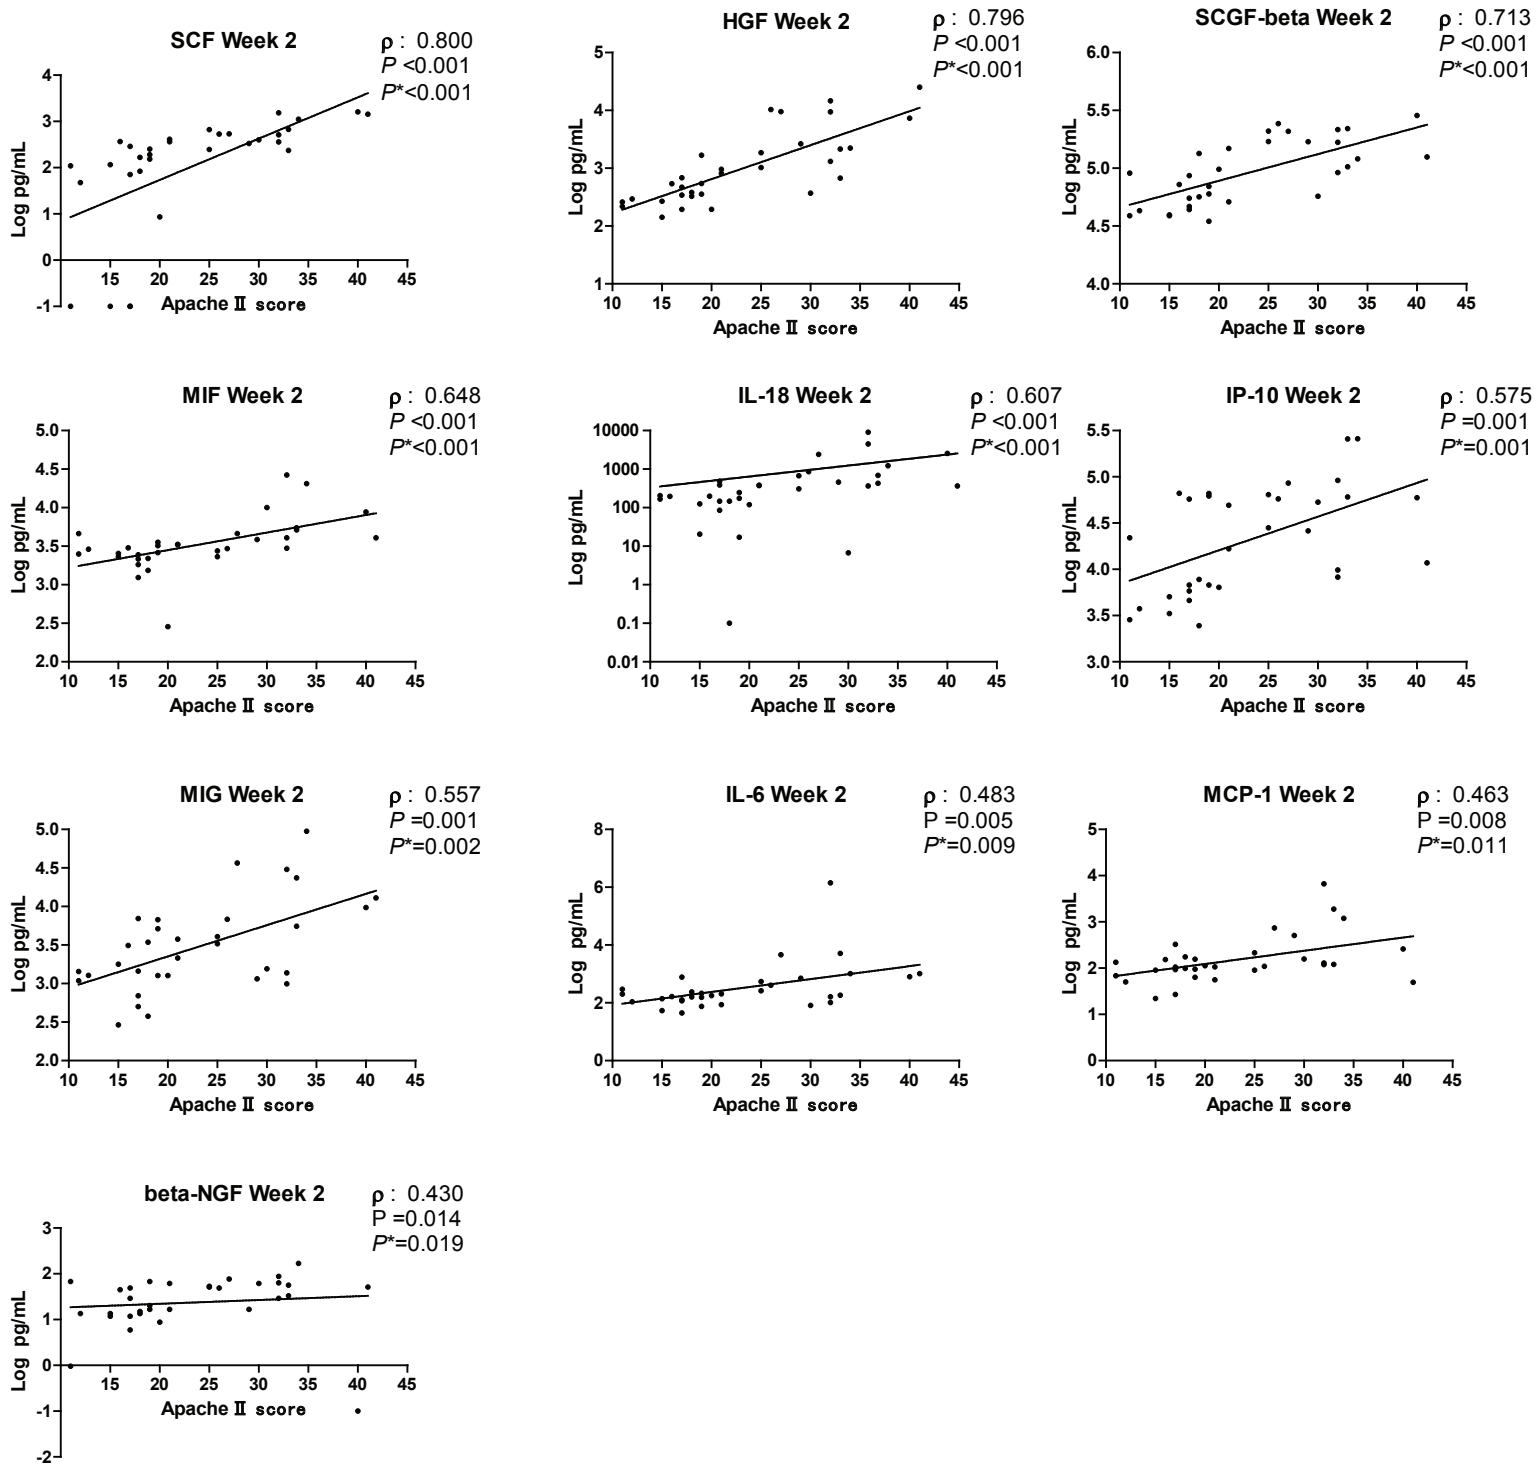 SCF Week 2
ρ : 0.800
P <0.001
P*<0.001
4
3
2
1
0
-1
15 20 25 30 35 40 45
Log pg/mL
Apache Ⅱ score
HGF Week 2
ρ : 0.796
P <0.001
P*<0.001
5
4
3
2
1
10 15 20 25 30 35 40 45
Log pg/mL
Apache Ⅱ score
SCGF-beta Week 2
ρ : 0.713
P <0.001
P*<0.001
6.0
5.5
5.0
4.5
4.0
10 15 20 25 30 35 40 45
Log pg/mL
Apache Ⅱ score
MIF Week 2
ρ : 0.648
P <0.001
P*<0.001
5.0
4.5
4.0
3.5
3.0
2.5
2.0
10 15 20 25 30 35 40 45
Log pg/mL
Apache Ⅱ score
IL-18 Week 2
ρ : 0.607
P <0.001
P*<0.001
10000
1000
100
10
1
0.1
0.01
10 15 20 25 30 35 40 45
Log pg/mL
Apache Ⅱ score
IP-10 Week 2
ρ : 0.575
P =0.001
P*=0.001
5.5
5.0
4.5
4.0
3.5
3.0
10 15 20 25 30 35 40 45
Log pg/mL
Apache Ⅱ score
MIG Week 2
ρ : 0.557
P =0.001
P*=0.002
5.0
4.5
4.0
3.5
3.0
2.5
2.0
10 15 20 25 30 35 40 45
Log pg/mL
Apache Ⅱ score
IL-6 Week 2
ρ : 0.483
P =0.005
P*=0.009
8
6
4
2
0
10 15 20 25 30 35 40 45
Log pg/mL
Apache Ⅱ score
MCP-1 Week 2
ρ : 0.463
P =0.008
P*=0.011
5
4
3
2
1
0
10 15 20 25 30 35 40 45
Log pg/mL
Apache Ⅱ score
beta-NGF Week 2
ρ : 0.430
P =0.014
P*=0.019
3
2
1
0
-1
-2
15 20 25 30 35 40 45
Log pg/mL
Apache Ⅱ score